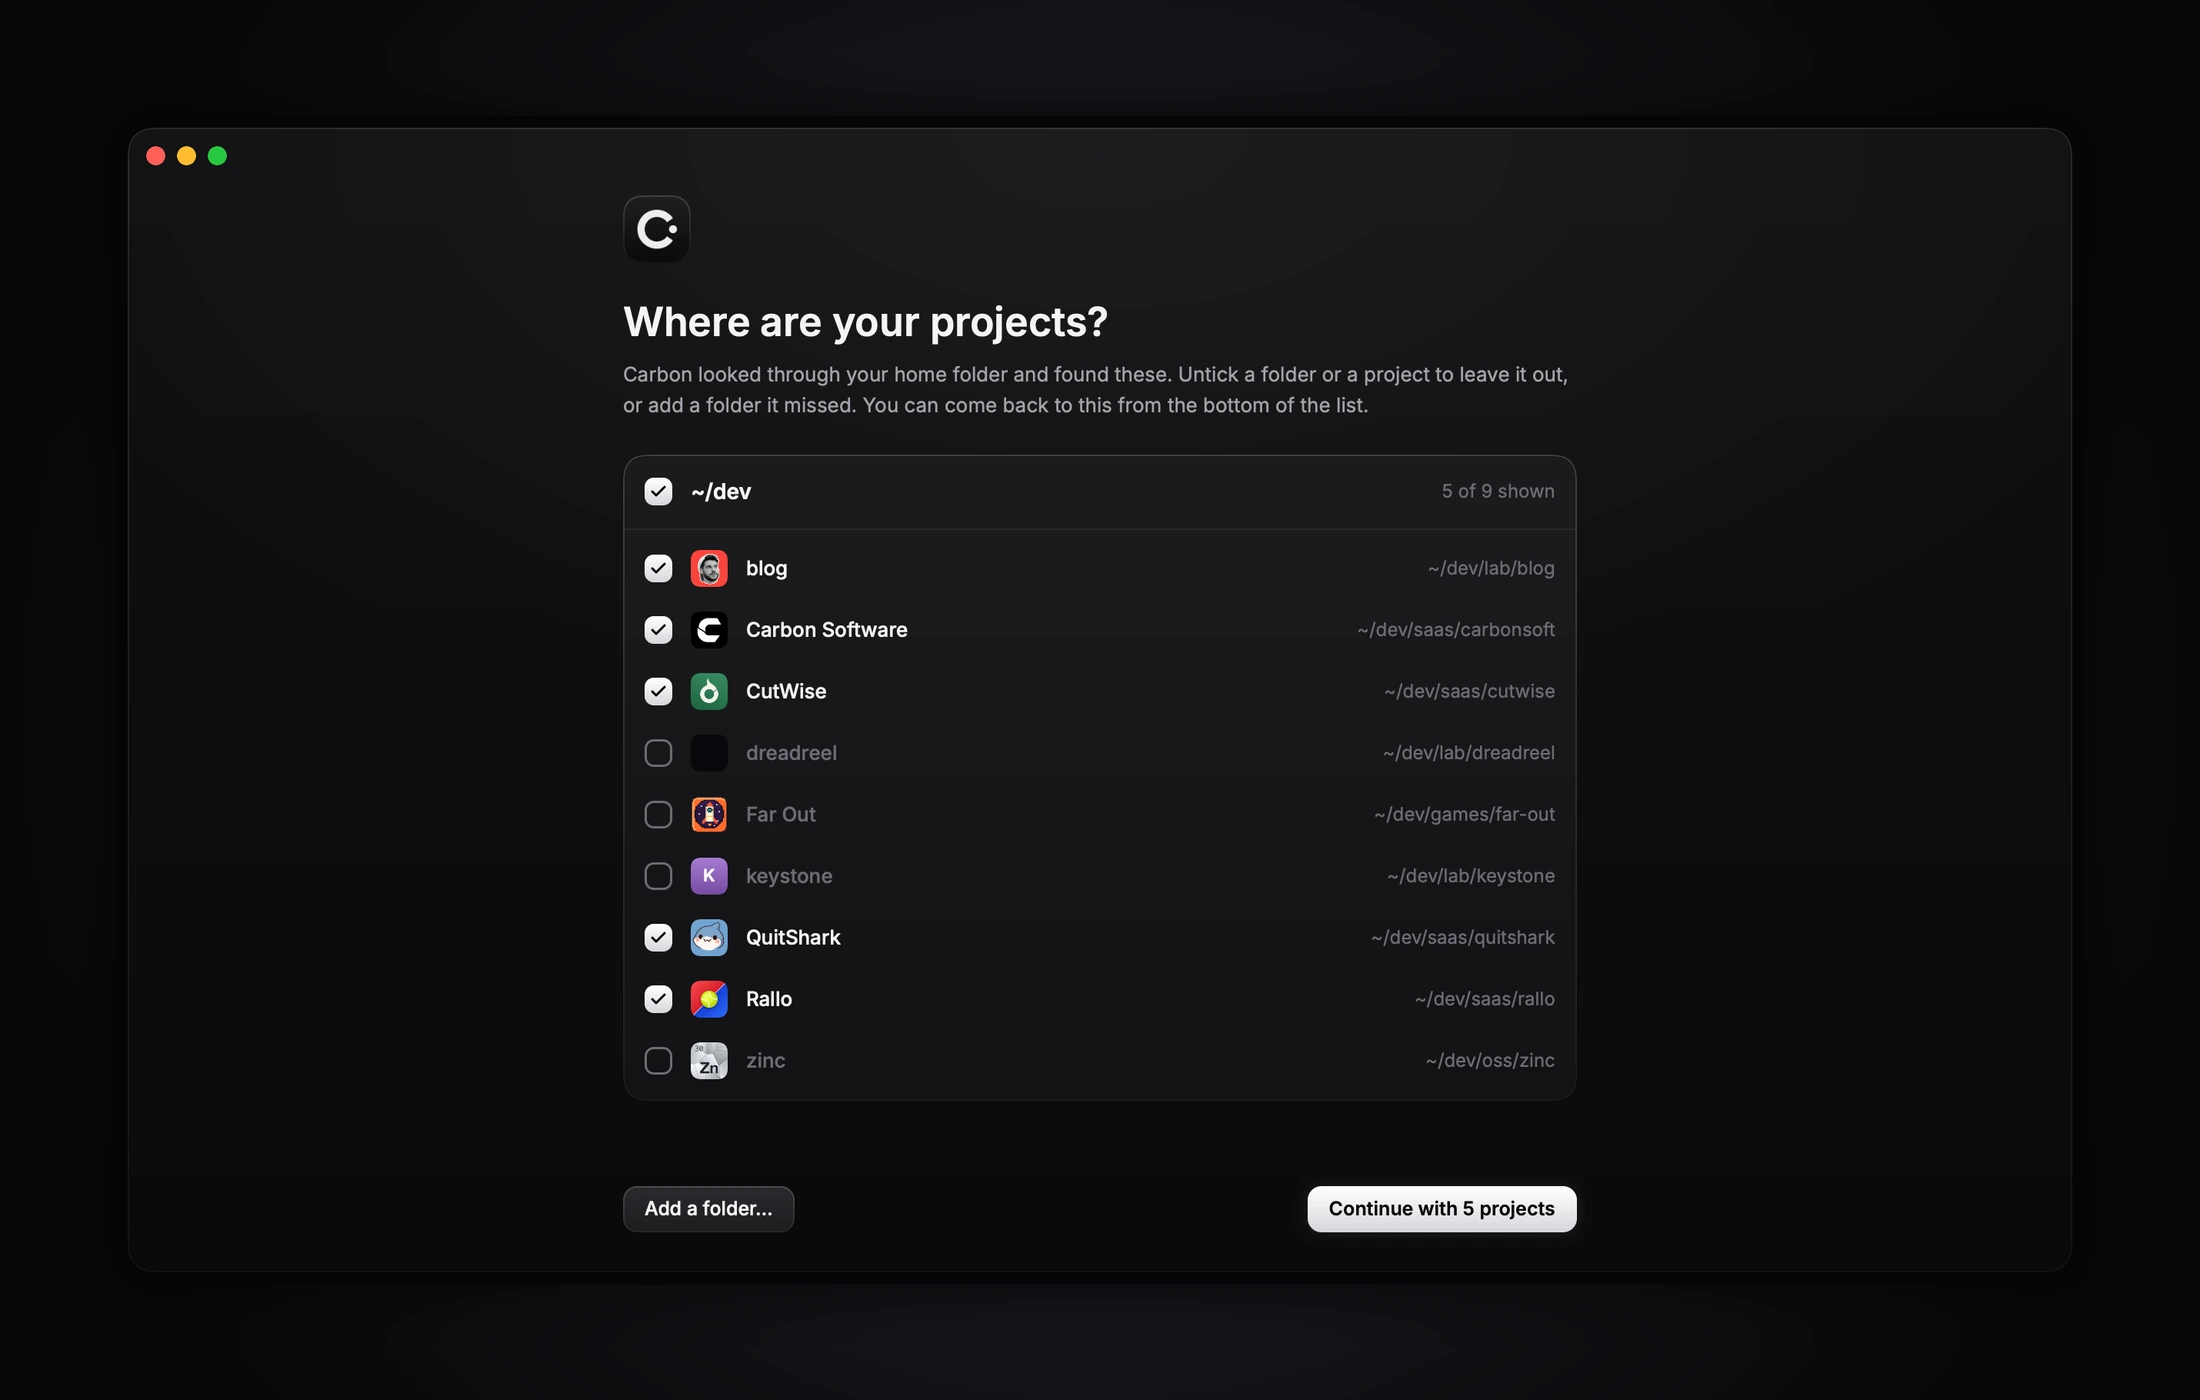 Where are your projects?
Carbon looked through your home folder and found these. Untick a folder or a project to leave it out,
or add a folder it missed. You can come back to this from the bottom of the list.
~/dev 5 of 9 shown
blog ~/dev/lab/blog
Carbon Software ~/dev/saas/carbonsoft
CutWise ~/dev/saas/cutwise
dreadreel ~/dev/lab/dreadreel
Far Out ~/dev/games/far-out
K keystone ~/dev/lab/keystone
QuitShark ~/dev/saas/quitshark
Rallo ~/dev/saas/rallo
30
Zn zinc ~/dev/oss/zinc
Add a folder... Continue with 5 projects